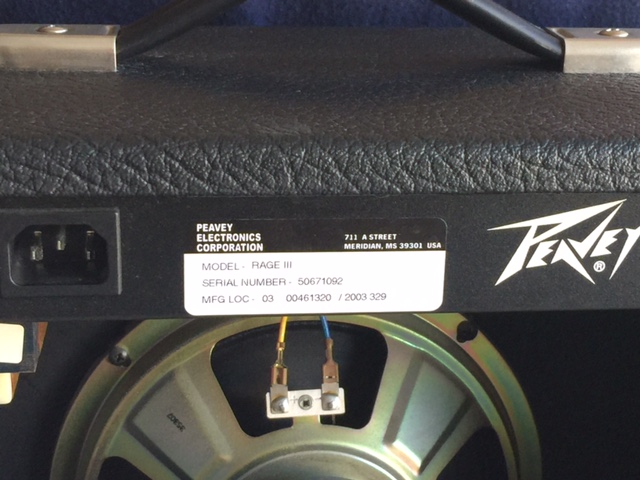 PEAVEY
ELECTRONICS
CORPORATION
711 A STREET
MERIDIAN, MS 39301 USA
MODEL - RAGE III
SERIAL NUMBER - 50671092
MFG LOC - 03 00461320 / 2003 329
PEAVEY®